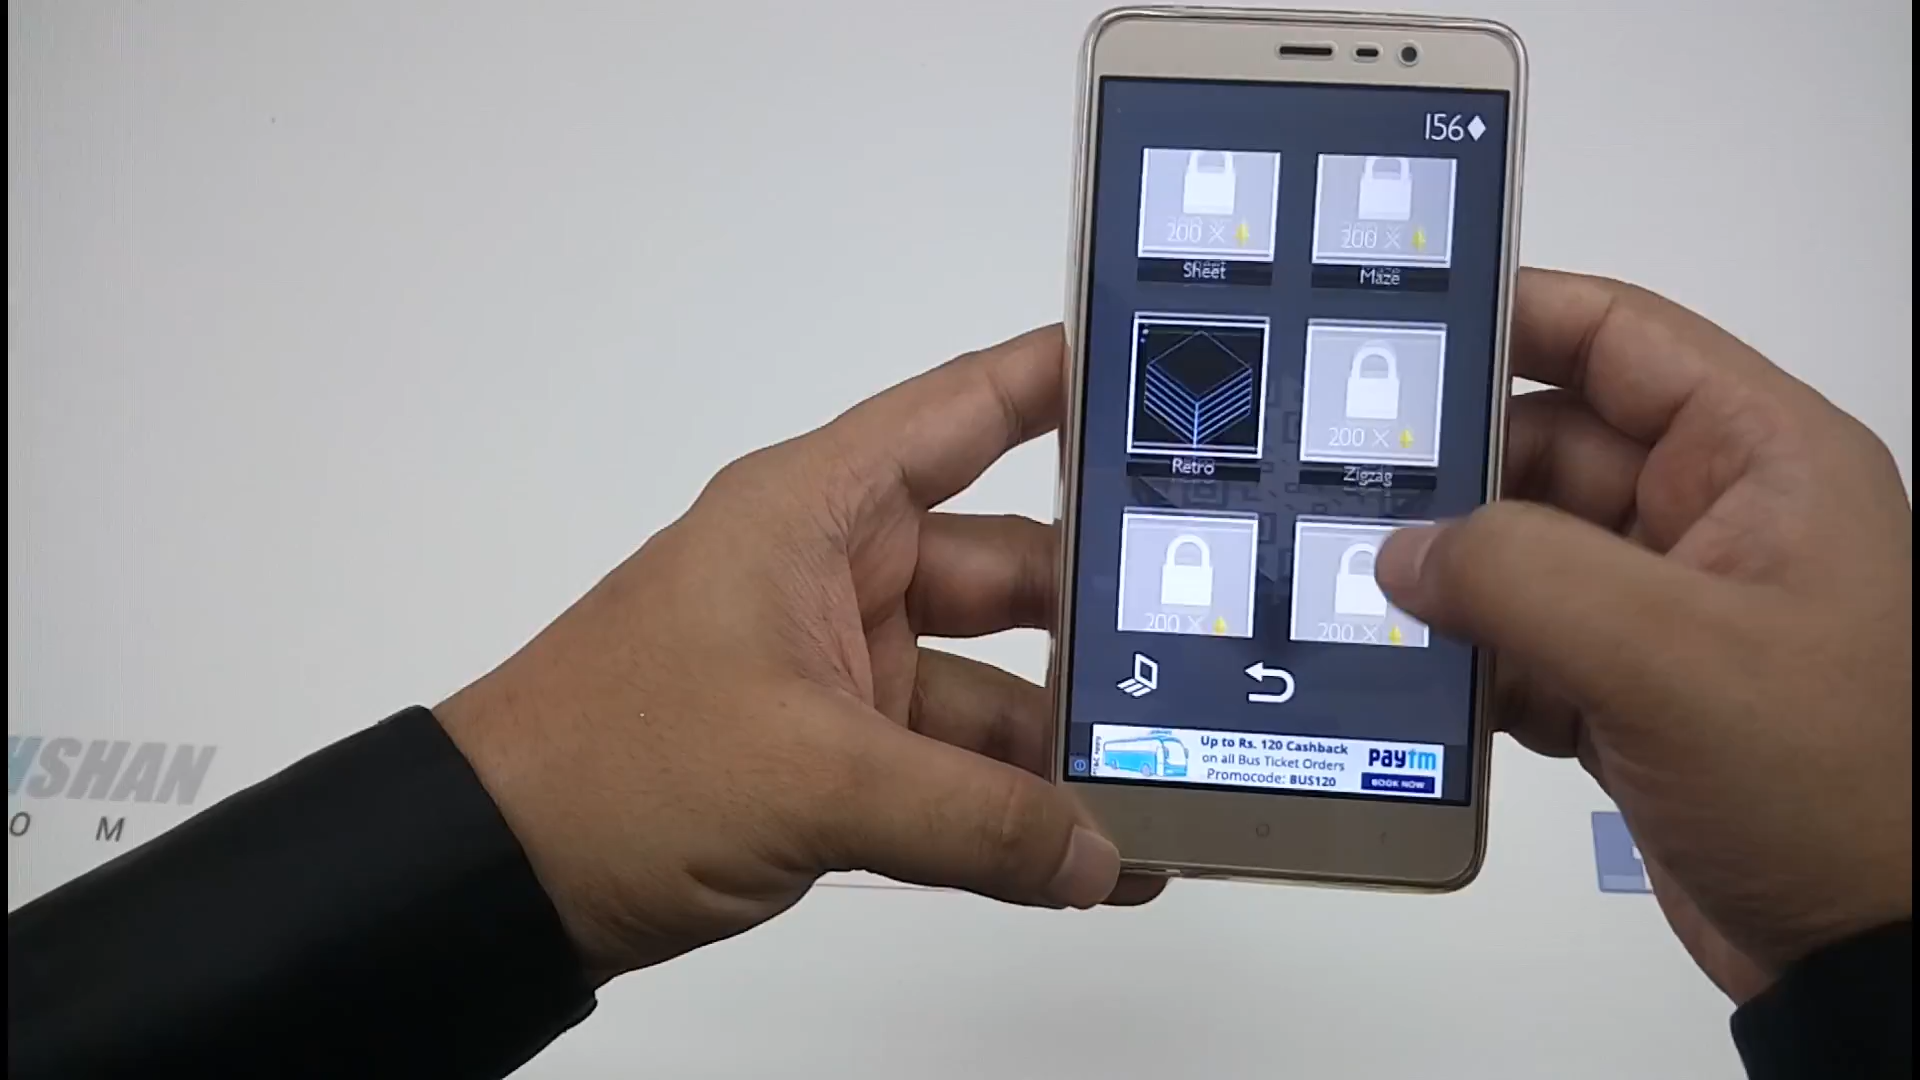 156
200 X
200 X
Sheet
Maze
200 X
Retro
Zigzag
200 X
200 X
Up to Rs. 120 Cashback
on all Bus Ticket Orders
Promocode: BUS120
paytm
BOOK NOW
SHAN
O M